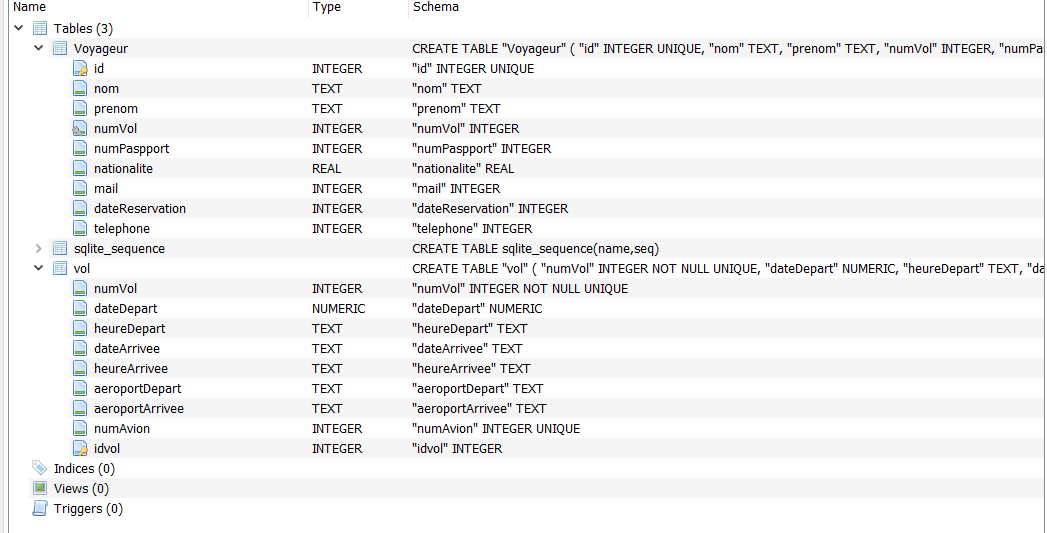 Name Type Schema
Tables (3)
Voyageur CREATE TABLE "Voyageur" ( "id" INTEGER UNIQUE, "nom" TEXT, "prenom" TEXT, "numVol" INTEGER, "numPa
id INTEGER "id" INTEGER UNIQUE
nom TEXT "nom" TEXT
prenom TEXT "prenom" TEXT
numVol INTEGER "numVol" INTEGER
numPaspport INTEGER "numPaspport" INTEGER
nationalite REAL "nationalite" REAL
mail INTEGER "mail" INTEGER
dateReservation INTEGER "dateReservation" INTEGER
telephone INTEGER "telephone" INTEGER
sqlite_sequence CREATE TABLE sqlite_sequence(name,seq)
vol CREATE TABLE "vol" ( "numVol" INTEGER NOT NULL UNIQUE, "dateDepart" NUMERIC, "heureDepart" TEXT, "da
numVol INTEGER "numVol" INTEGER NOT NULL UNIQUE
dateDepart NUMERIC "dateDepart" NUMERIC
heureDepart TEXT "heureDepart" TEXT
dateArrivee TEXT "dateArrivee" TEXT
heureArrivee TEXT "heureArrivee" TEXT
aeroportDepart TEXT "aeroportDepart" TEXT
aeroportArrivee TEXT "aeroportArrivee" TEXT
numAvion INTEGER "numAvion" INTEGER UNIQUE
idvol INTEGER "idvol" INTEGER
Indices (0)
Views (0)
Triggers (0)